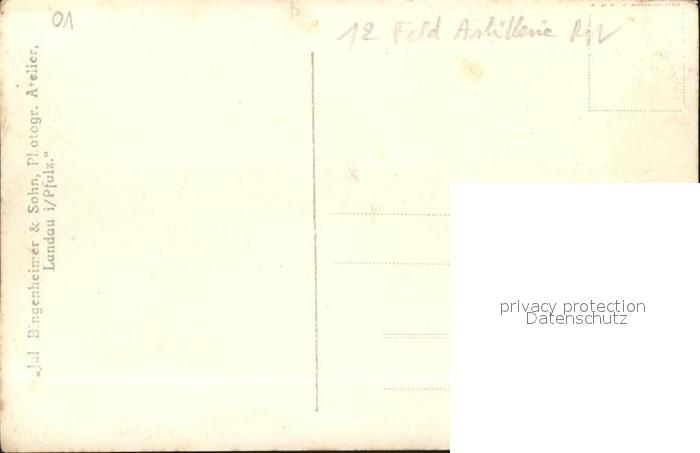 01
12 Feld Artillerie Rgt
„Jul Bingenheimer & Sohn, Photogr. Atelier,
Landau i/Pfalz.“
privacy protection
Datenschutz